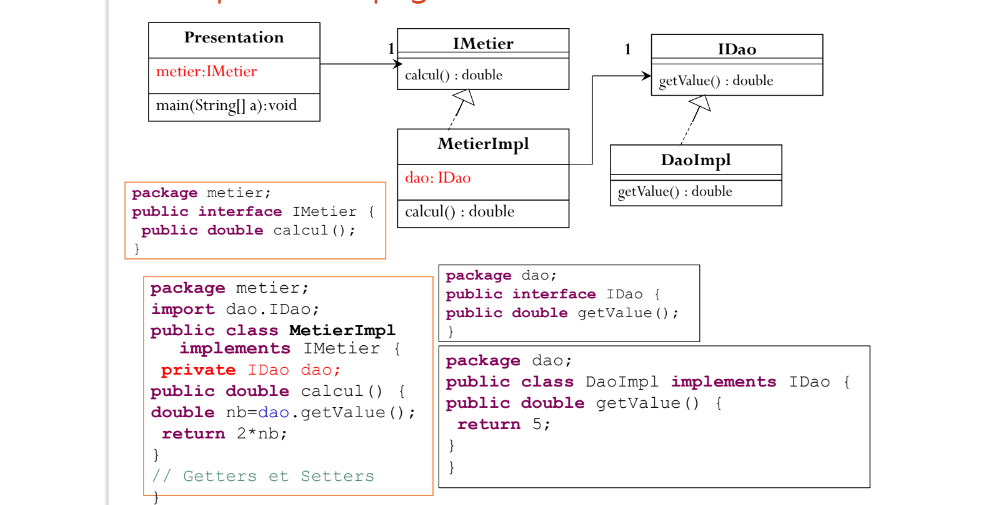 Presentation
metier:IMetier
main(String[] a):void
1
IMetier
calcul() : double
1
IDao
getValue() : double
MetierImpl
dao: IDao
calcul() : double
DaoImpl
getValue() : double
package metier;
public interface IMetier {
public double calcul();
}
package metier;
import dao.IDao;
public class MetierImpl
implements IMetier {
private IDao dao;
public double calcul() {
double nb=dao.getValue();
return 2*nb;
}
// Getters et Setters
}
package dao;
public interface IDao {
public double getValue();
}
package dao;
public class DaoImpl implements IDao {
public double getValue() {
return 5;
}
}